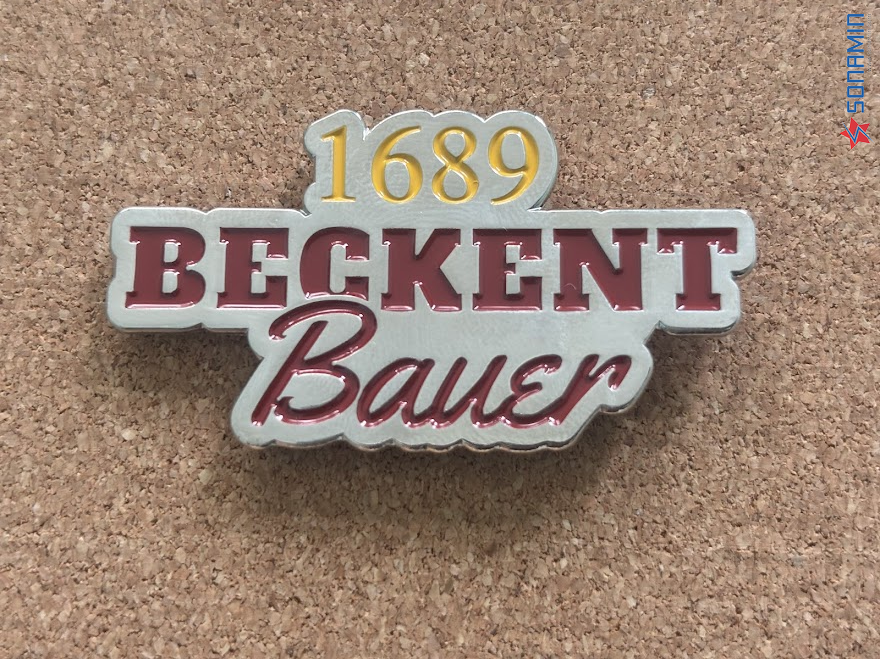 1689
BECKENT
Bauer
SONAMIN